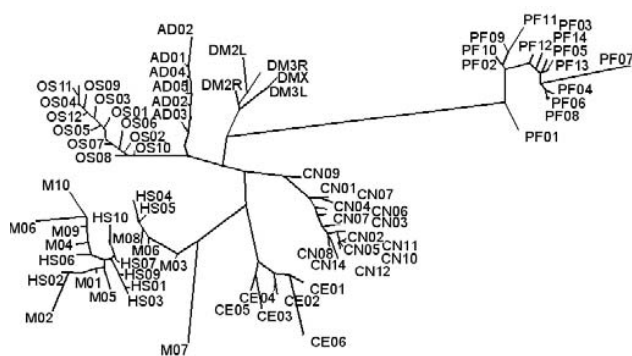 PF11
AD02
PF03
PF09
PF14
PF10
PF12
PF05
PF02
PF13
PF07
AD01
DM2L
DM3R
AD04
DMX
OS11
OS09
AD05
DM2R
DM3L
PF04
OS04
OS03
AD02
PF06
OS12
OS01
AD03
PF08
OS05
OS06
OS07
OS02
PF01
OS08
OS10
CN09
M10
HS04
CN01
CN07
HS05
CN04
CN06
M06
HS10
CN07
CN03
M09
M08
M06
CN02
M04
CN08
CN05
CN11
HS06
HS07
M03
CN14
CN10
HS02
M01
HS09
CN12
M05
HS01
CE01
HS03
CE05
CE04
CE02
M02
CE03
CE06
M07